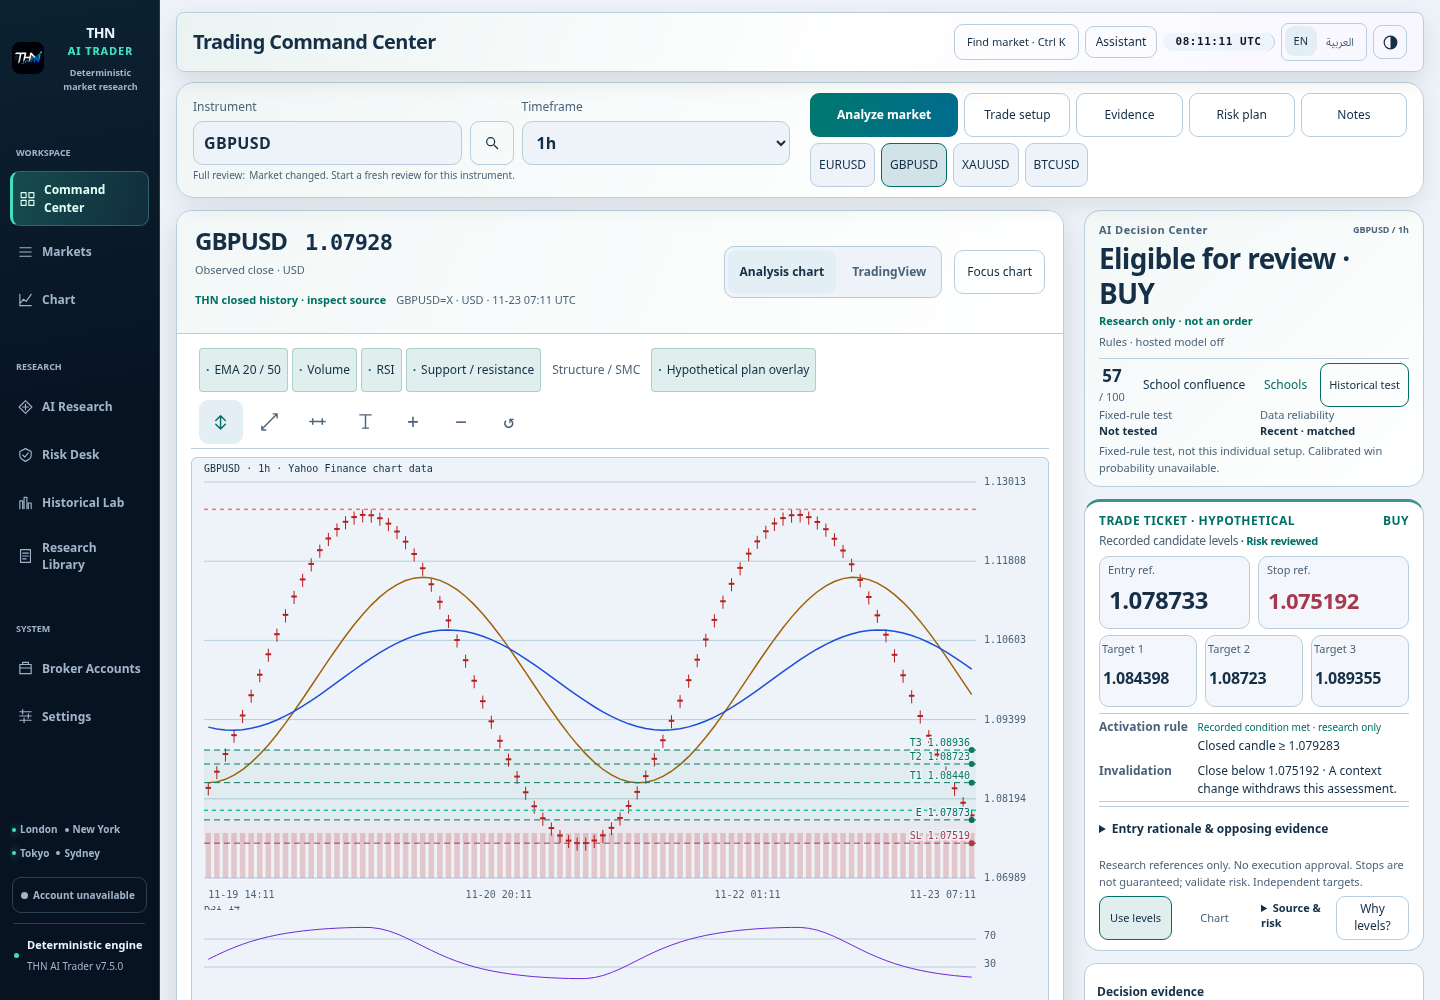 THN
AI TRADER
Deterministic
market research
WORKSPACE
Command
Center
Markets
Chart
RESEARCH
AI Research
Risk Desk
Historical Lab
Research
Library
SYSTEM
Broker Accounts
Settings
London New York
Tokyo Sydney
Account unavailable
Deterministic engine
THN AI Trader v7.5.0
Trading Command Center
Find market · Ctrl K
Assistant
08:11:11 UTC
EN
العربية
Instrument
GBPUSD
Timeframe
1h
Full review: Market changed. Start a fresh review for this instrument.
Analyze market
Trade setup
Evidence
Risk plan
Notes
EURUSD
GBPUSD
XAUUSD
BTCUSD
GBPUSD 1.07928
Observed close · USD
THN closed history · inspect source GBPUSD=X · USD · 11-23 07:11 UTC
Analysis chart
TradingView
Focus chart
· EMA 20 / 50
· Volume
· RSI
· Support / resistance
Structure / SMC
· Hypothetical plan overlay
GBPUSD · 1h · Yahoo Finance chart data
1.13013
1.11808
1.10603
1.09399
1.08194
1.06989
T3 1.08936
T2 1.08723
T1 1.08440
E 1.07873
SL 1.07519
11-19 14:11
11-20 20:11
11-22 01:11
11-23 07:11
RSI 14
70
30
AI Decision Center
GBPUSD / 1h
Eligible for review ·
BUY
Research only · not an order
Rules · hosted model off
57
/ 100
School confluence
Schools
Historical test
Fixed-rule test
Not tested
Data reliability
Recent · matched
Fixed-rule test, not this individual setup. Calibrated win
probability unavailable.
TRADE TICKET · HYPOTHETICAL
BUY
Recorded candidate levels · Risk reviewed
Entry ref.
1.078733
Stop ref.
1.075192
Target 1
1.084398
Target 2
1.08723
Target 3
1.089355
Activation rule
Recorded condition met · research only
Closed candle ≥ 1.079283
Invalidation
Close below 1.075192 · A context
change withdraws this assessment.
Entry rationale & opposing evidence
Research references only. No execution approval. Stops are
not guaranteed; validate risk. Independent targets.
Use levels
Chart
Source &
risk
Why
levels?
Decision evidence